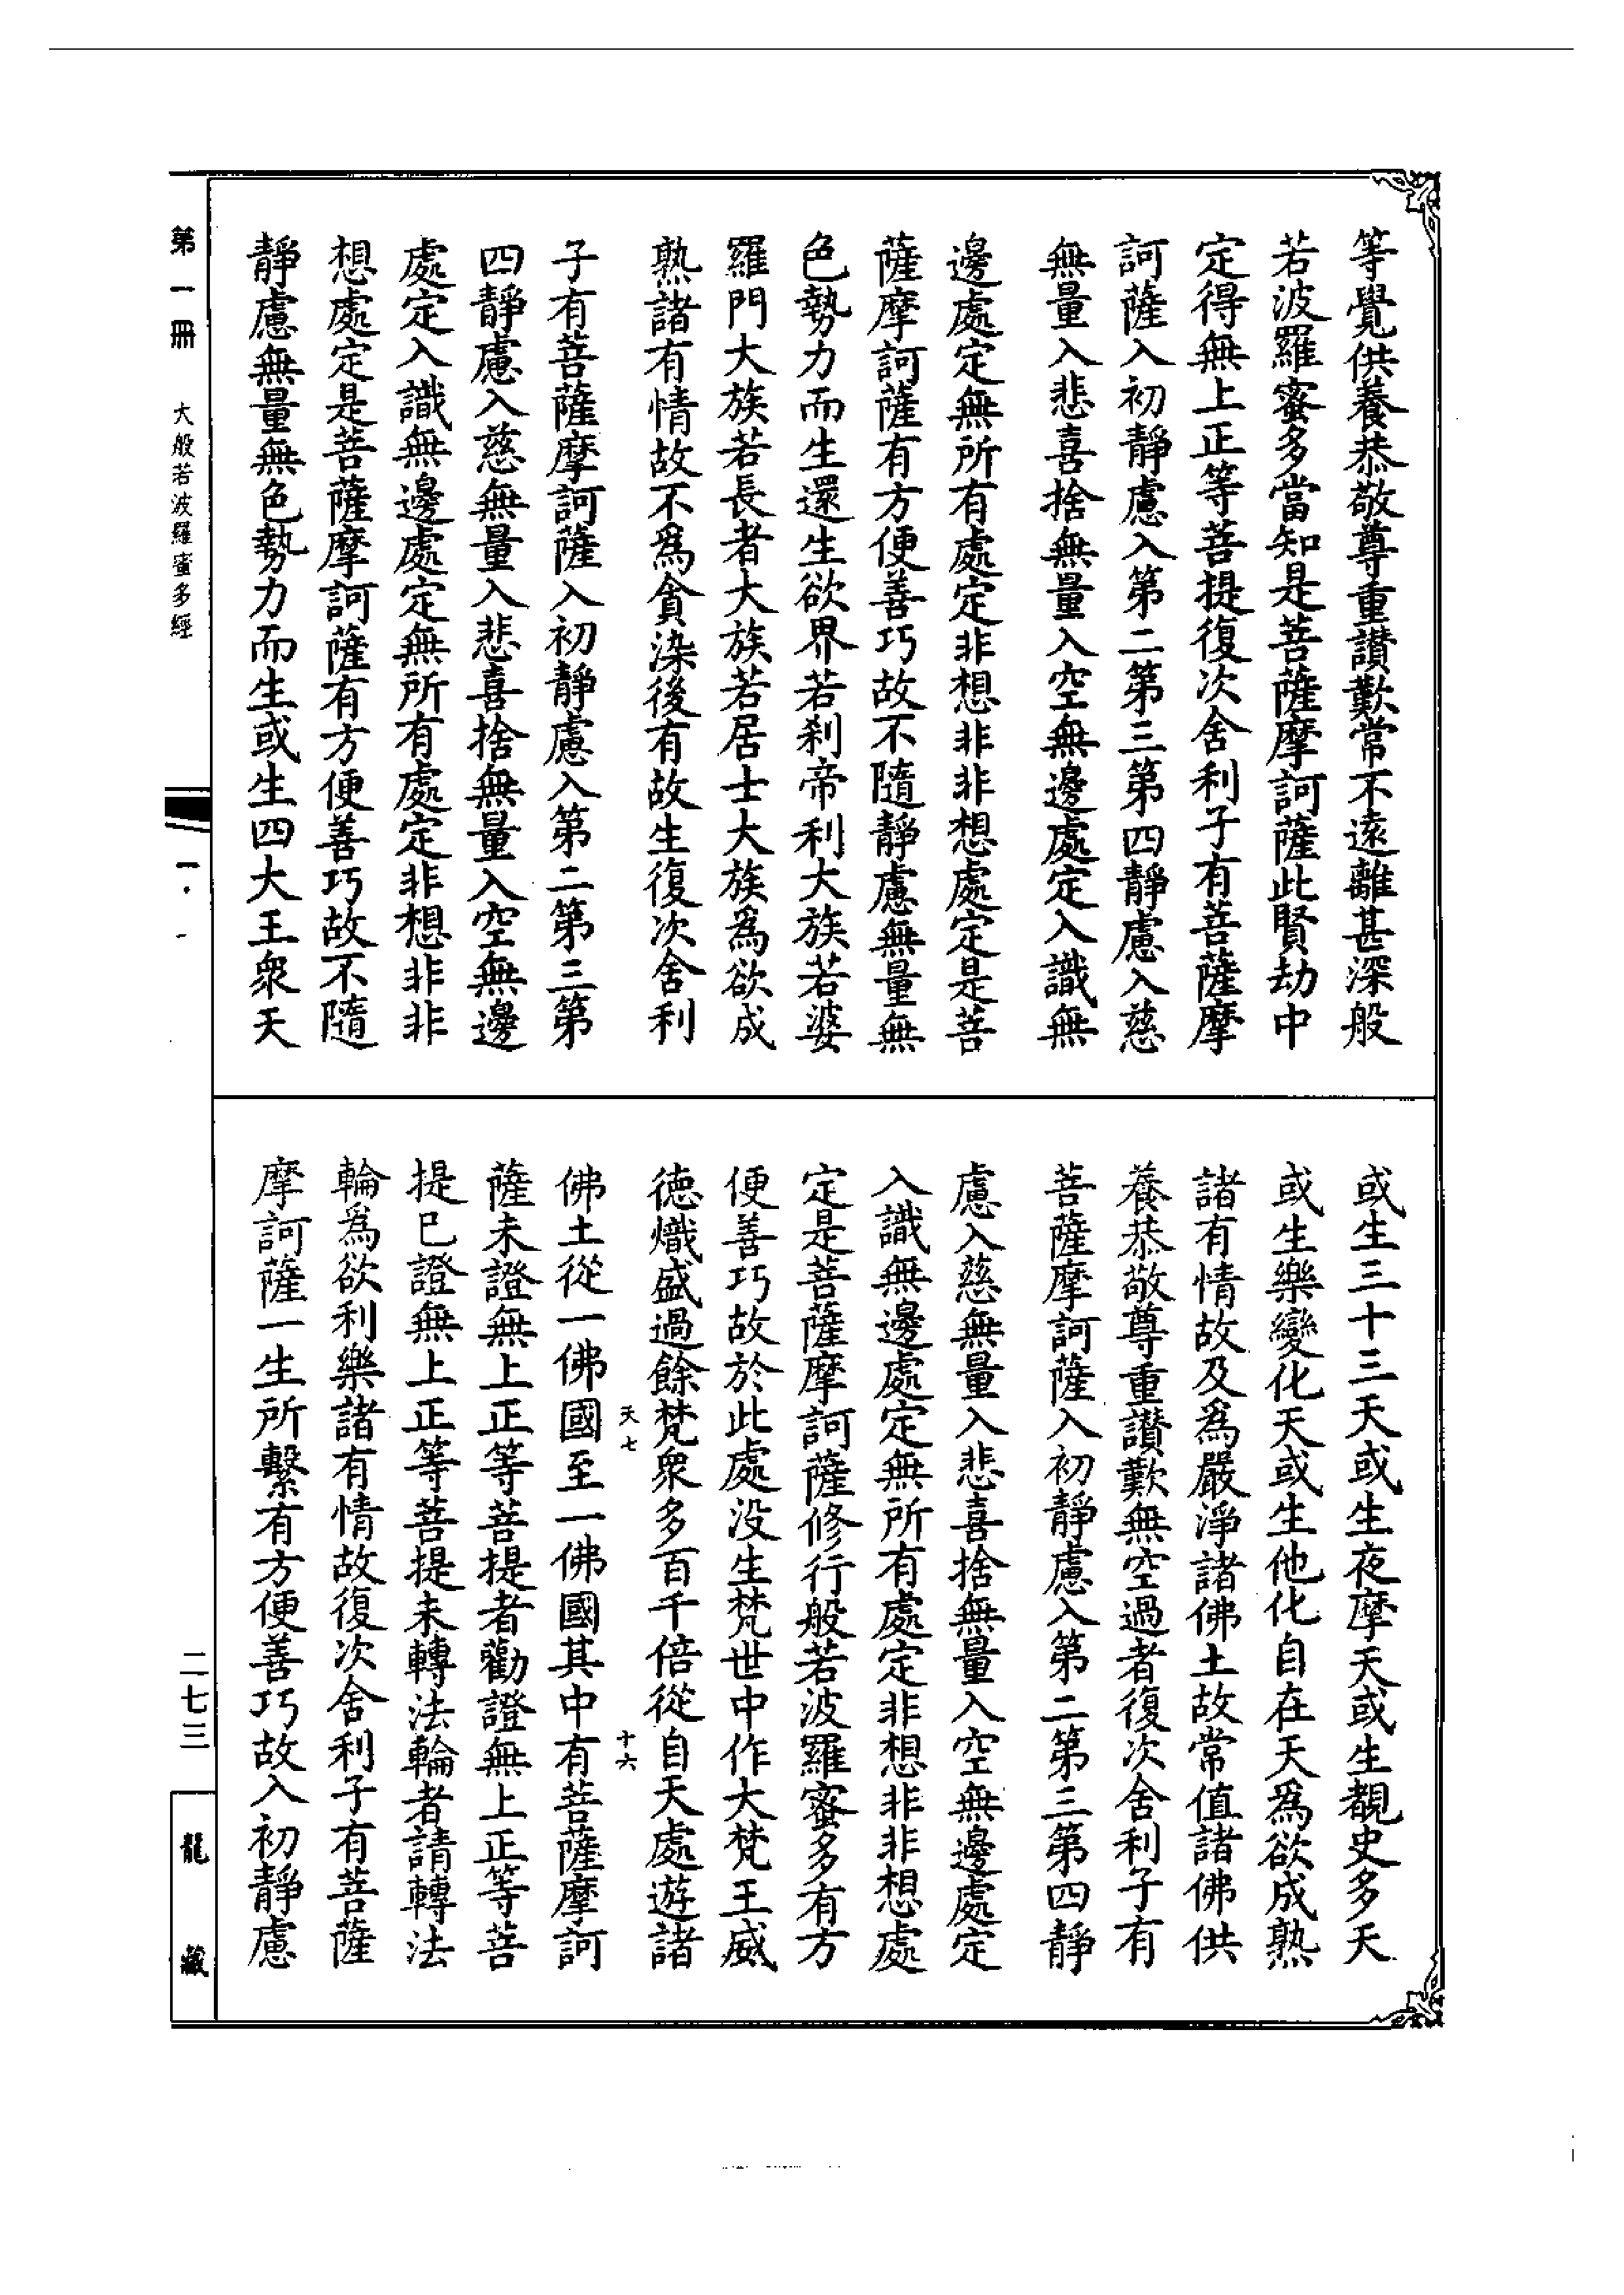 等覺供養恭敬尊重讃歎常不遠離甚深般
若波羅蜜多當知是菩薩摩訶薩此賢劫中
定得無上正等菩提復次舍利子有菩薩摩
訶薩入初靜慮入第二第三第四靜慮入慈
無量入悲喜捨無量入空無邊處定入識無
邊處定無所有處定非想非非想處定是菩
薩摩訶薩有方便善巧故不隨靜慮無量無
色勢力而生還生欲界若刹帝利大族若婆
羅門大族若長者大族若居士大族爲欲成
熟諸有情故不爲貪染後有故生復次舍利
子有菩薩摩訶薩入初靜慮入第二第三第
四靜慮入慈無量入悲喜捨無量入空無邊
處定入識無邊處定無所有處定非想非非
想處定是菩薩摩訶薩有方便善巧故不隨
靜慮無量無色勢力而生或生四大王衆天
或生三十三天或生夜摩天或生覩史多天
或生樂變化天或生他化自在天爲欲成熟
諸有情故及爲嚴淨諸佛土故常值諸佛供
養恭敬尊重讃歎無空過者復次舍利子有
菩薩摩訶薩入初靜慮入第二第三第四靜
慮入慈無量入悲喜捨無量入空無邊處定
入識無邊處定無所有處定非想非非想處
定是菩薩摩訶薩修行般若波羅蜜多有方
便善巧故於此處没生梵世中作大梵王威
德熾盛過餘梵衆多百千倍從自天處遊諸
天七 十六
佛土從一佛國至一佛國其中有菩薩摩訶
薩未證無上正等菩提者勸證無上正等菩
提已證無上正等菩提未轉法輪者請轉法
輪爲欲利樂諸有情故復次舍利子有菩薩
摩訶薩一生所繫有方便善巧故入初靜慮
第一冊 大般若波羅蜜多經 一·一
二七三 龍藏